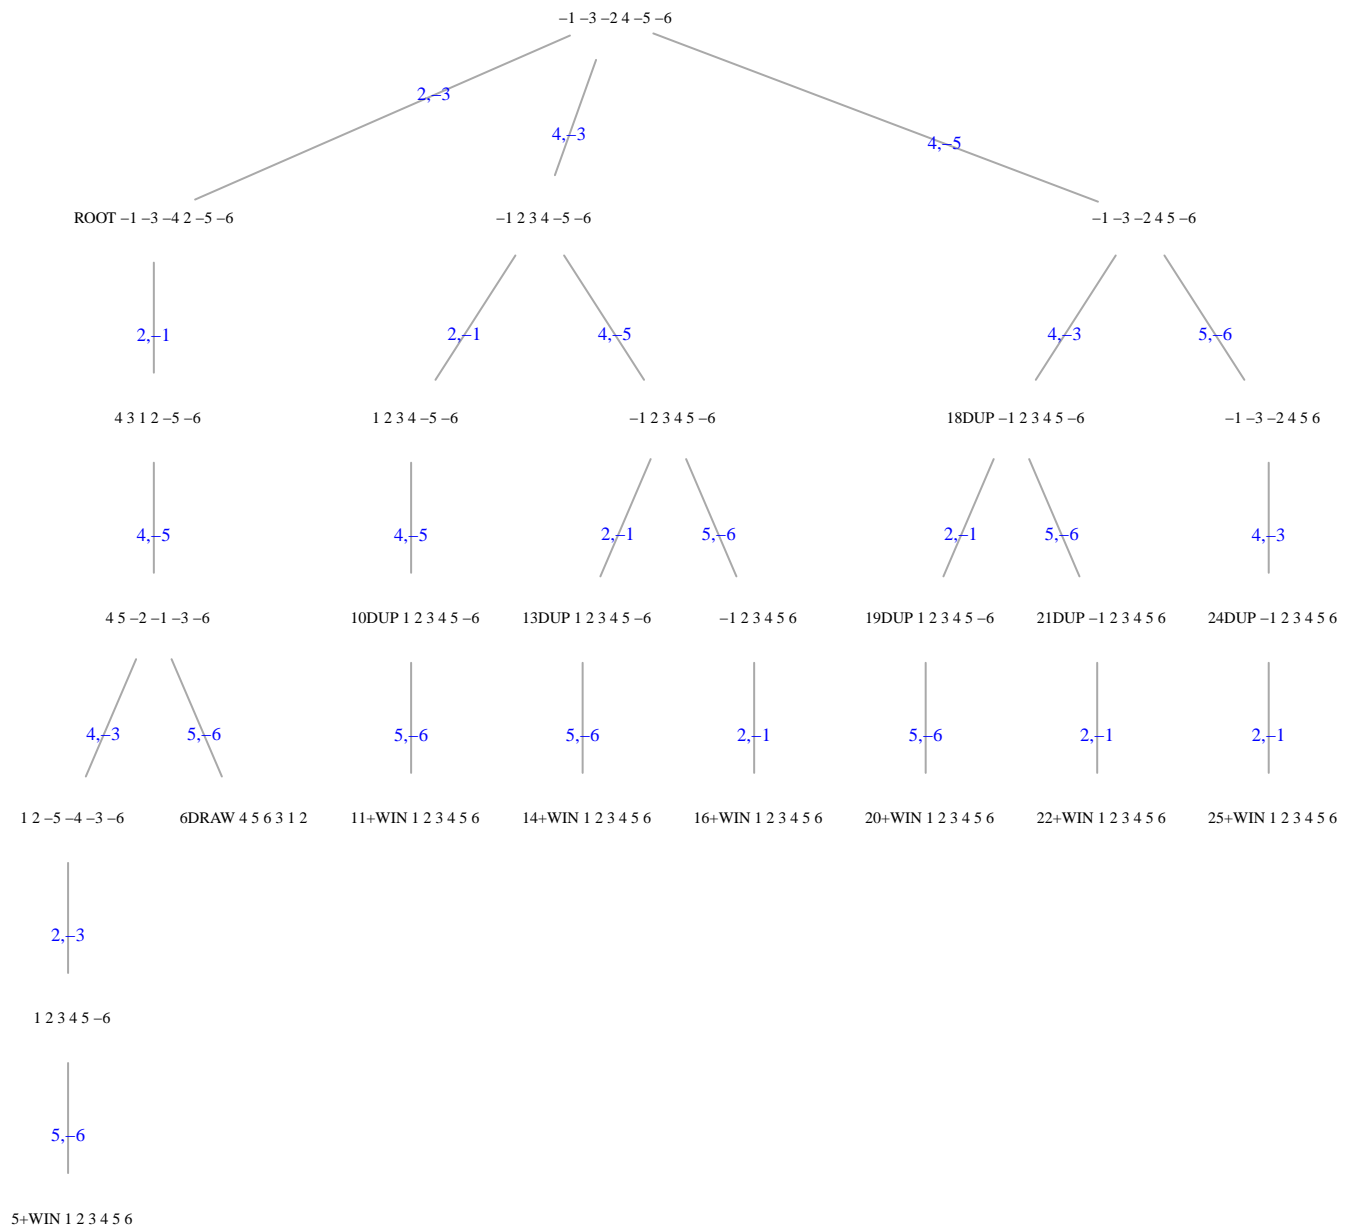 –1 –3 –2 4 –5 –6
2,–3
4,–3
4,–5
ROOT –1 –3 –4 2 –5 –6
–1 2 3 4 –5 –6
–1 –3 –2 4 5 –6
2,–1
2,–1
4,–5
4,–3
5,–6
4 3 1 2 –5 –6
1 2 3 4 –5 –6
–1 2 3 4 5 –6
18DUP –1 2 3 4 5 –6
–1 –3 –2 4 5 6
4,–5
4,–5
2,–1
5,–6
2,–1
5,–6
4,–3
4 5 –2 –1 –3 –6
10DUP 1 2 3 4 5 –6
13DUP 1 2 3 4 5 –6
–1 2 3 4 5 6
19DUP 1 2 3 4 5 –6
21DUP –1 2 3 4 5 6
24DUP –1 2 3 4 5 6
4,–3
5,–6
5,–6
5,–6
2,–1
5,–6
2,–1
2,–1
1 2 –5 –4 –3 –6
6DRAW 4 5 6 3 1 2
11+WIN 1 2 3 4 5 6
14+WIN 1 2 3 4 5 6
16+WIN 1 2 3 4 5 6
20+WIN 1 2 3 4 5 6
22+WIN 1 2 3 4 5 6
25+WIN 1 2 3 4 5 6
2,–3
1 2 3 4 5 –6
5,–6
5+WIN 1 2 3 4 5 6